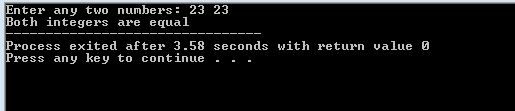 Enter any two numbers: 23 23
Both integers are equal
--------------------------------
Process exited after 3.58 seconds with return value 0
Press any key to continue . . .